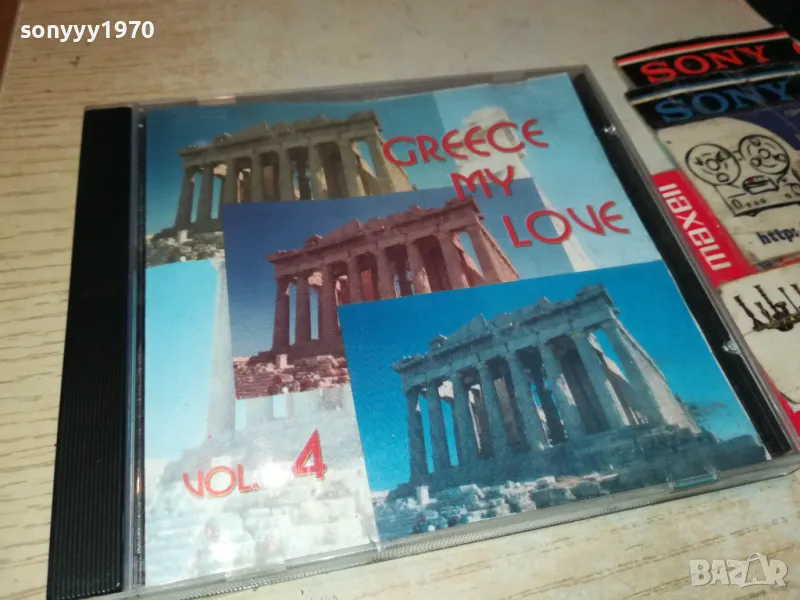 sonyyy1970
GREECE
MY
LOVE
VOL. 4
SONY
SONY
maxell
http:
BAZAR